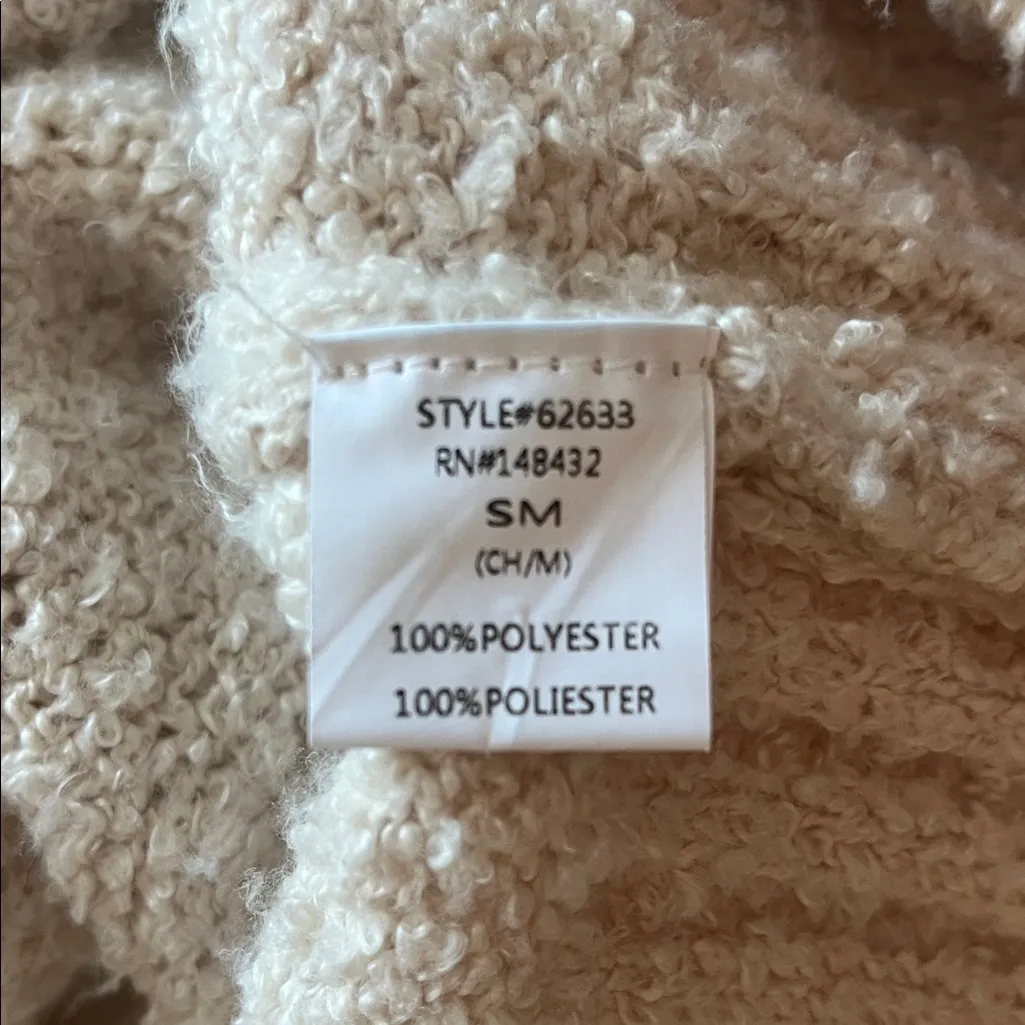 STYLE#62633
RN#148432
SM
(CH/M)
100%POLYESTER
100%POLIESTER